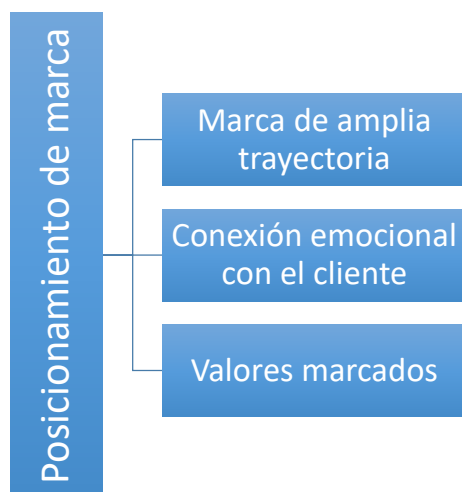 Posicionamiento de marca
Marca de amplia
trayectoria
Conexión emocional
con el cliente
Valores marcados